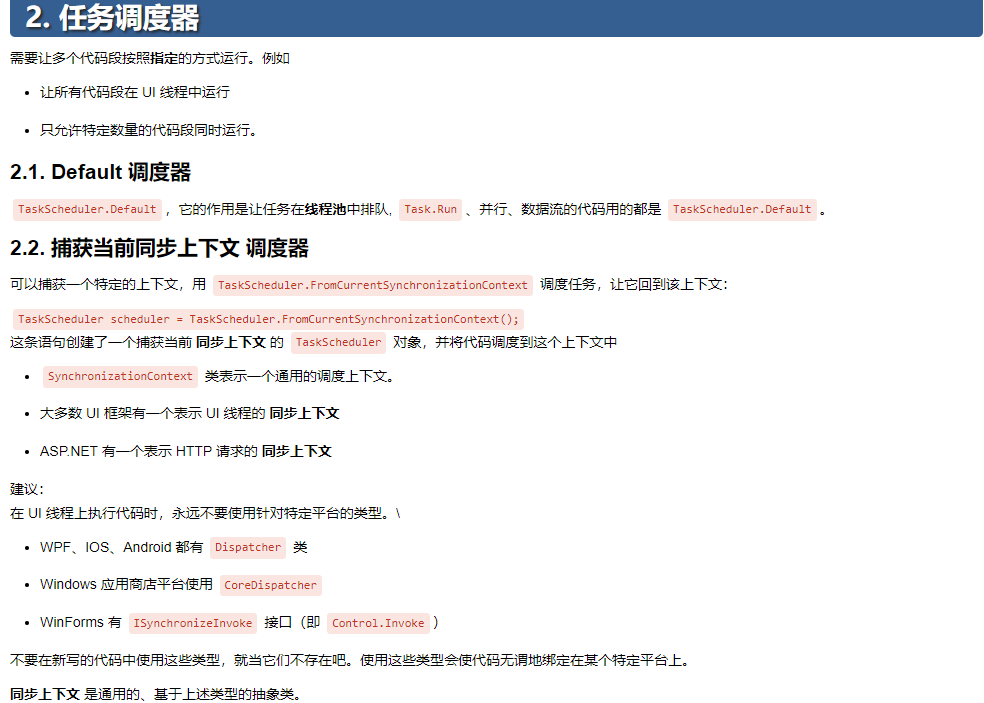 2. 任务调度器
需要让多个代码段按照指定的方式运行。例如
• 让所有代码段在 UI 线程中运行
• 只允许特定数量的代码段同时运行。
2.1. Default 调度器
TaskScheduler.Default ，它的作用是让任务在线程池中排队, Task.Run 、并行、数据流的代码用的都是 TaskScheduler.Default 。
2.2. 捕获当前同步上下文 调度器
可以捕获一个特定的上下文，用 TaskScheduler.FromCurrentSynchronizationContext 调度任务，让它回到该上下文：
TaskScheduler scheduler = TaskScheduler.FromCurrentSynchronizationContext();
这条语句创建了一个捕获当前 同步上下文 的 TaskScheduler 对象，并将代码调度到这个上下文中
• SynchronizationContext 类表示一个通用的调度上下文。
• 大多数 UI 框架有一个表示 UI 线程的 同步上下文
• ASP.NET 有一个表示 HTTP 请求的 同步上下文
建议：
在 UI 线程上执行代码时，永远不要使用针对特定平台的类型。\
• WPF、IOS、Android 都有 Dispatcher 类
• Windows 应用商店平台使用 CoreDispatcher
• WinForms 有 ISynchronizeInvoke 接口（即 Control.Invoke ）
不要在新写的代码中使用这些类型，就当它们不存在吧。使用这些类型会使代码无谓地绑定在某个特定平台上。
同步上下文 是通用的、基于上述类型的抽象类。